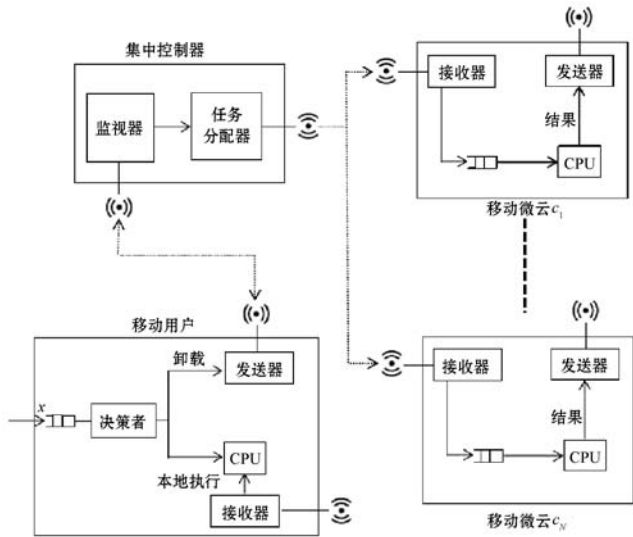 集中控制器
监视器
任务
分配器
接收器
发送器
结果
CPU
移动微云c₁
移动用户
x
决策者
卸载
发送器
CPU
本地执行
接收器
接收器
发送器
结果
CPU
移动微云c_N